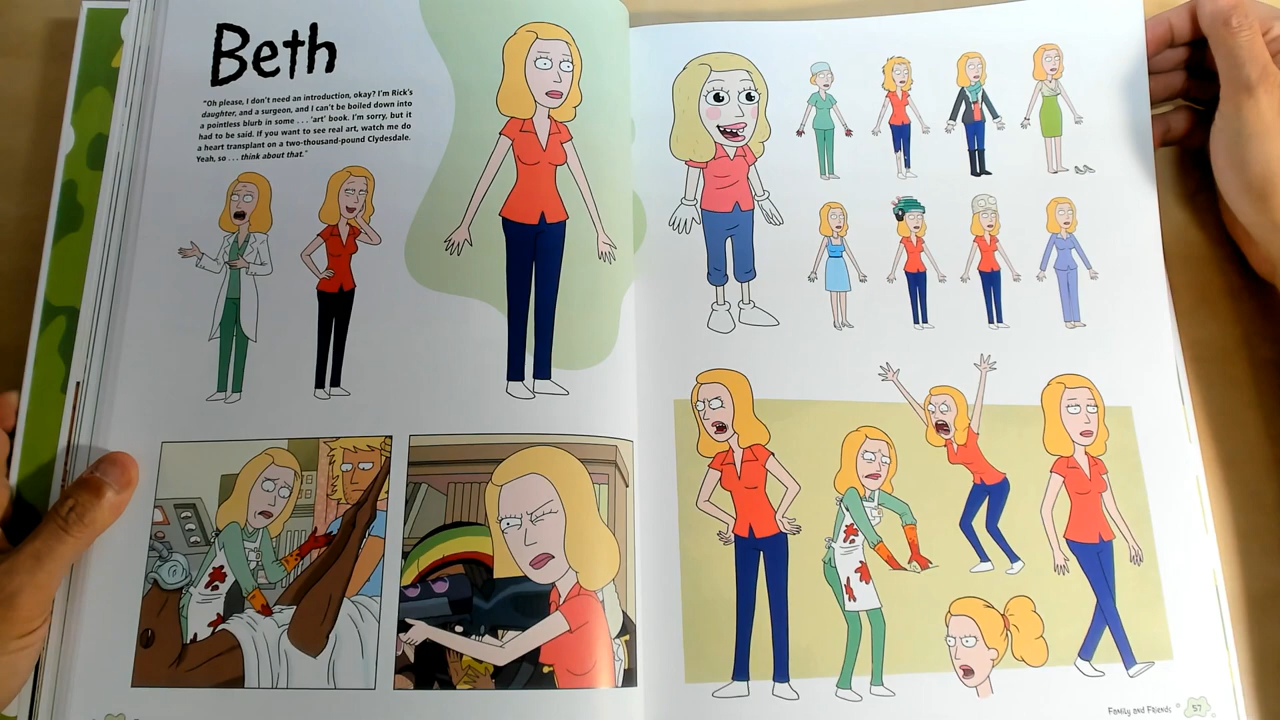 Beth
"Oh please, I don't need an introduction, okay? I'm Rick's
daughter, and a surgeon, and I can't be boiled down into
a pointless blurb in some . . . 'art' book. I'm sorry, but it
had to be said. If you want to see real art, watch me do
a heart transplant on a two-thousand-pound Clydesdale.
Yeah, so . . . think about that."
Family and Friends
57